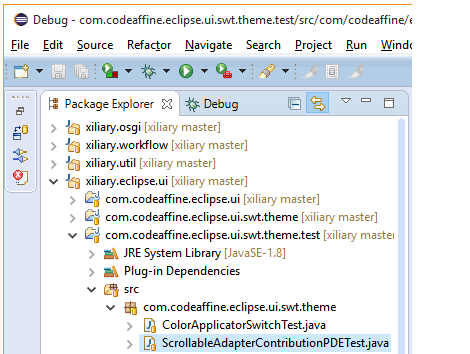 Debug - com.codeaffine.eclipse.ui.swt.theme.test/src/com/codeaffine/e
File Edit Source Refactor Navigate Search Project Run Windo
Package Explorer Debug
xiliary.osgi [xiliary master]
xiliary.workflow [xiliary master]
xiliary.util [xiliary master]
xiliary.eclipse.ui [xiliary master]
com.codeaffine.eclipse.ui [xiliary master]
com.codeaffine.eclipse.ui.swt.theme [xiliary master]
com.codeaffine.eclipse.ui.swt.theme.test [xiliary master
JRE System Library [JavaSE-1.8]
Plug-in Dependencies
src
com.codeaffine.eclipse.ui.swt.theme
ColorApplicatorSwitchTest.java
ScrollableAdapterContributionPDETest.java